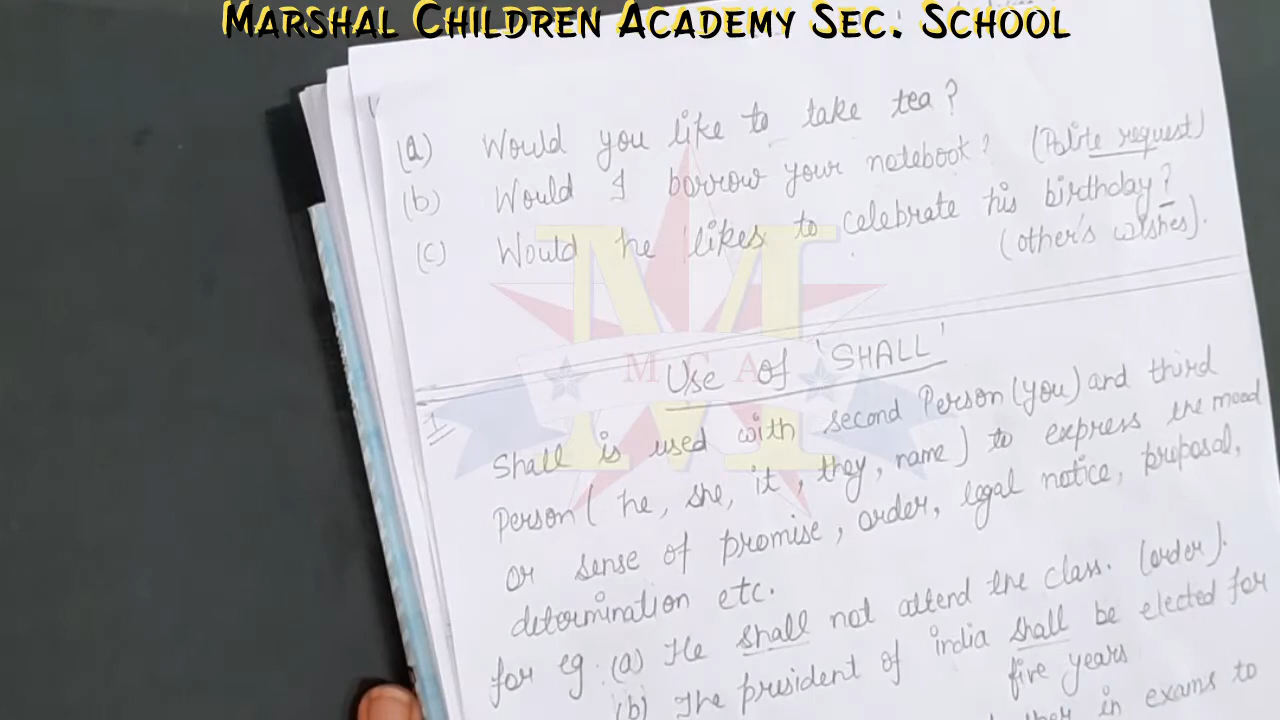 MARSHAL CHILDREN ACADEMY SEC. SCHOOL
(a) Would you like to take tea?
(b) Would I borrow your notebook? (Polite request)
(c) Would he likes to celebrate his birthday?
(other's wishes).
Use of 'SHALL'
M C A
I Shall is used with second Person (you) and third
Person ( he, she, it, they, name) to express the mood
or sense of promise, order, legal notice, proposal,
determination etc.
for eg. (a) He shall not attend the class. (order).
(b) The president of india shall be elected for
five years
in exams to